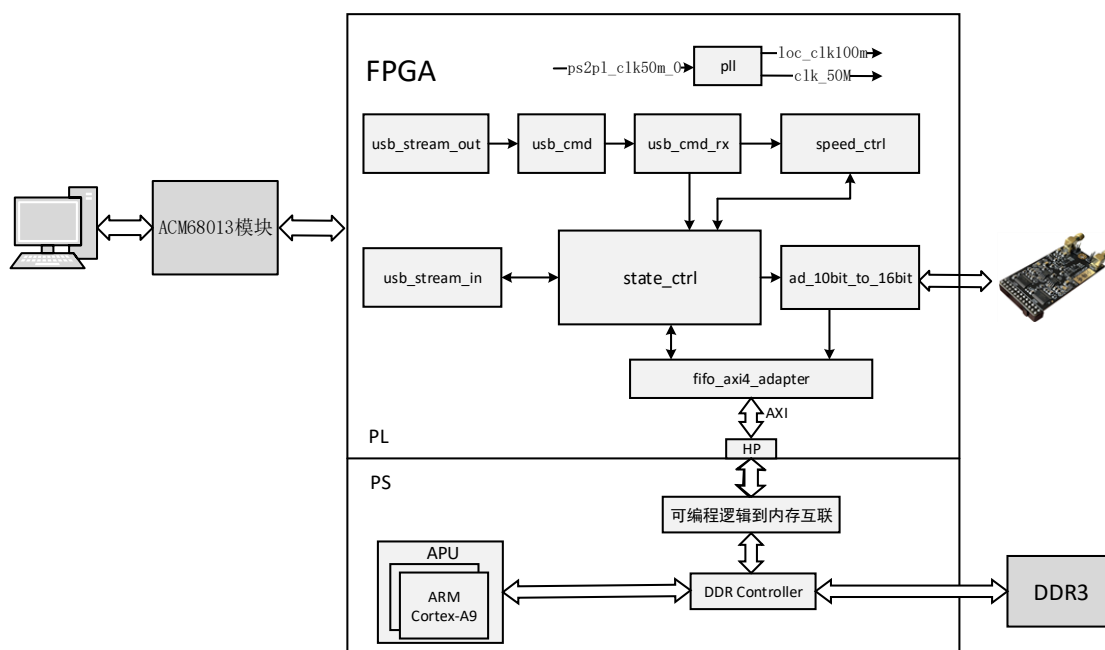 FPGA
ps2pl_clk50m_0
pll
loc_clk100m
clk_50M
usb_stream_out
usb_cmd
usb_cmd_rx
speed_ctrl
ACM68013模块
usb_stream_in
state_ctrl
ad_10bit_to_16bit
fifo_axi4_adapter
AXI
PL
HP
PS
可编程逻辑到内存互联
APU
ARM
Cortex-A9
DDR Controller
DDR3